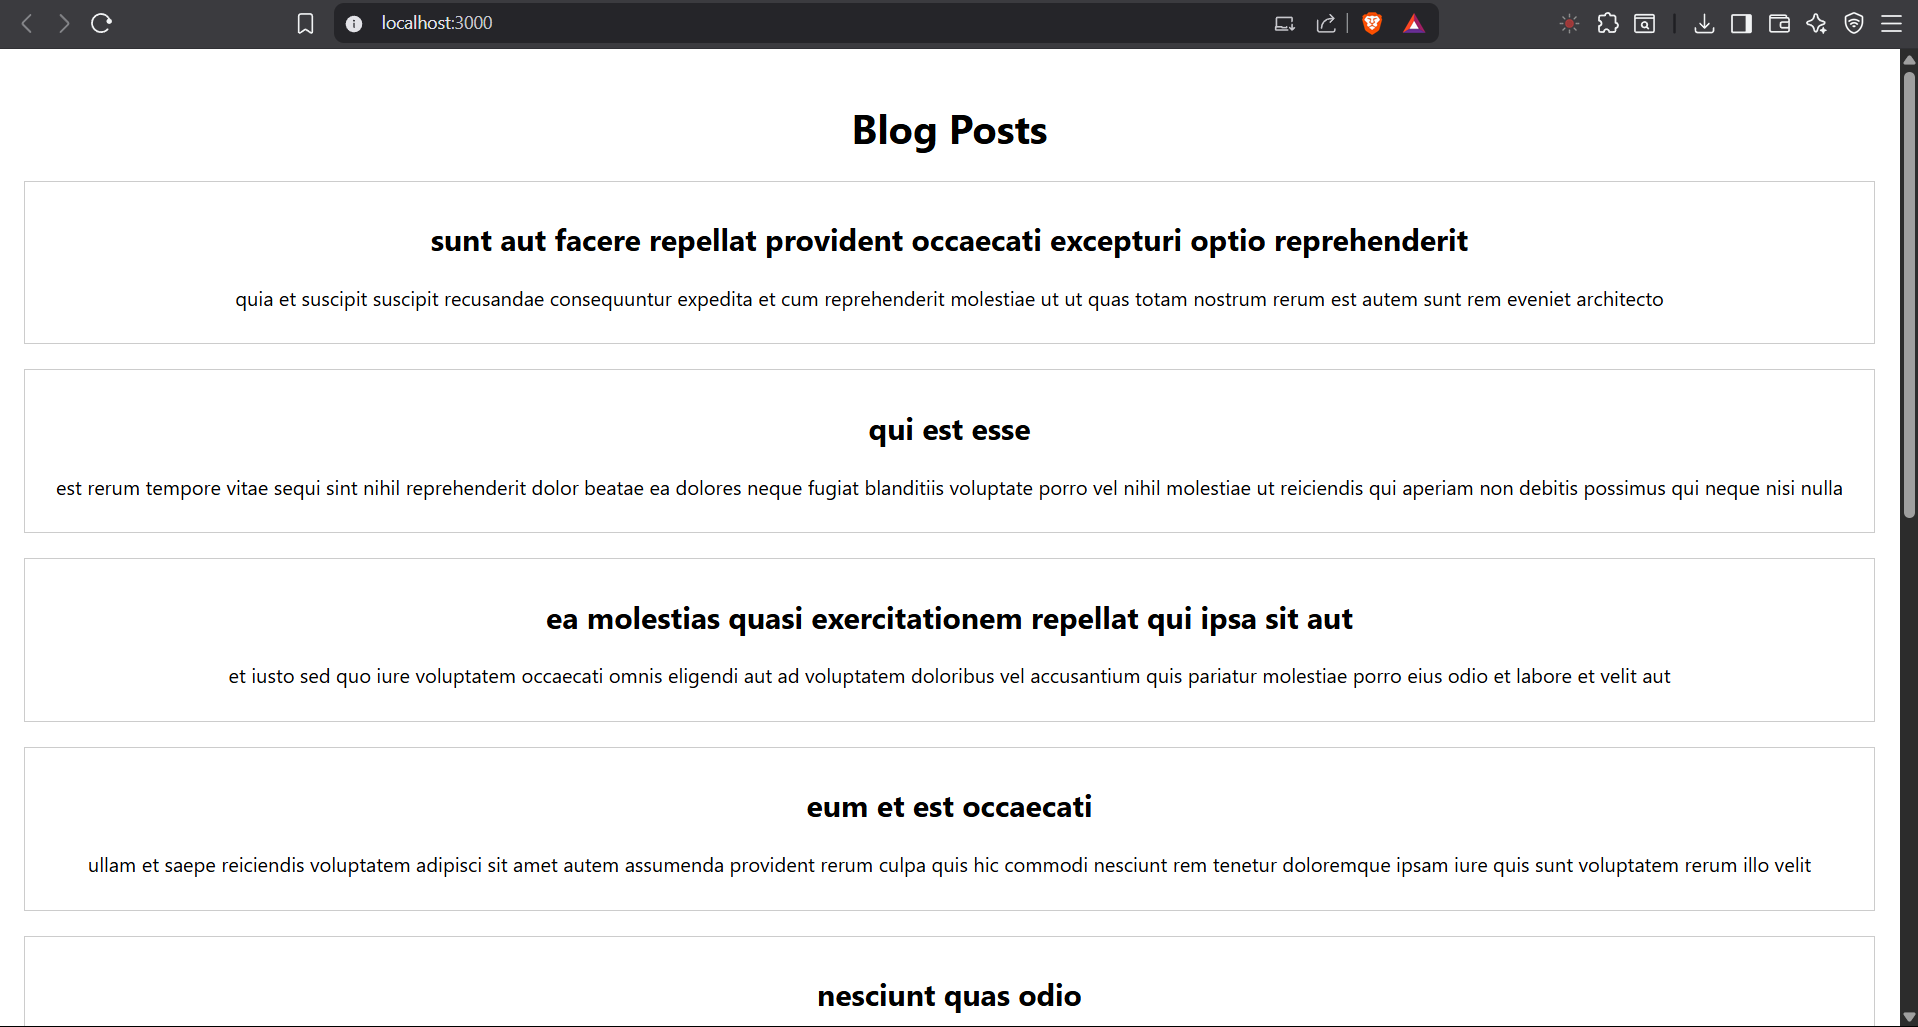 localhost:3000
Blog Posts
sunt aut facere repellat provident occaecati excepturi optio reprehenderit
quia et suscipit suscipit recusandae consequuntur expedita et cum reprehenderit molestiae ut ut quas totam nostrum rerum est autem sunt rem eveniet architecto
qui est esse
est rerum tempore vitae sequi sint nihil reprehenderit dolor beatae ea dolores neque fugiat blanditiis voluptate porro vel nihil molestiae ut reiciendis qui aperiam non debitis possimus qui neque nisi nulla
ea molestias quasi exercitationem repellat qui ipsa sit aut
et iusto sed quo iure voluptatem occaecati omnis eligendi aut ad voluptatem doloribus vel accusantium quis pariatur molestiae porro eius odio et labore et velit aut
eum et est occaecati
ullam et saepe reiciendis voluptatem adipisci sit amet autem assumenda provident rerum culpa quis hic commodi nesciunt rem tenetur doloremque ipsam iure quis sunt voluptatem rerum illo velit
nesciunt quas odio